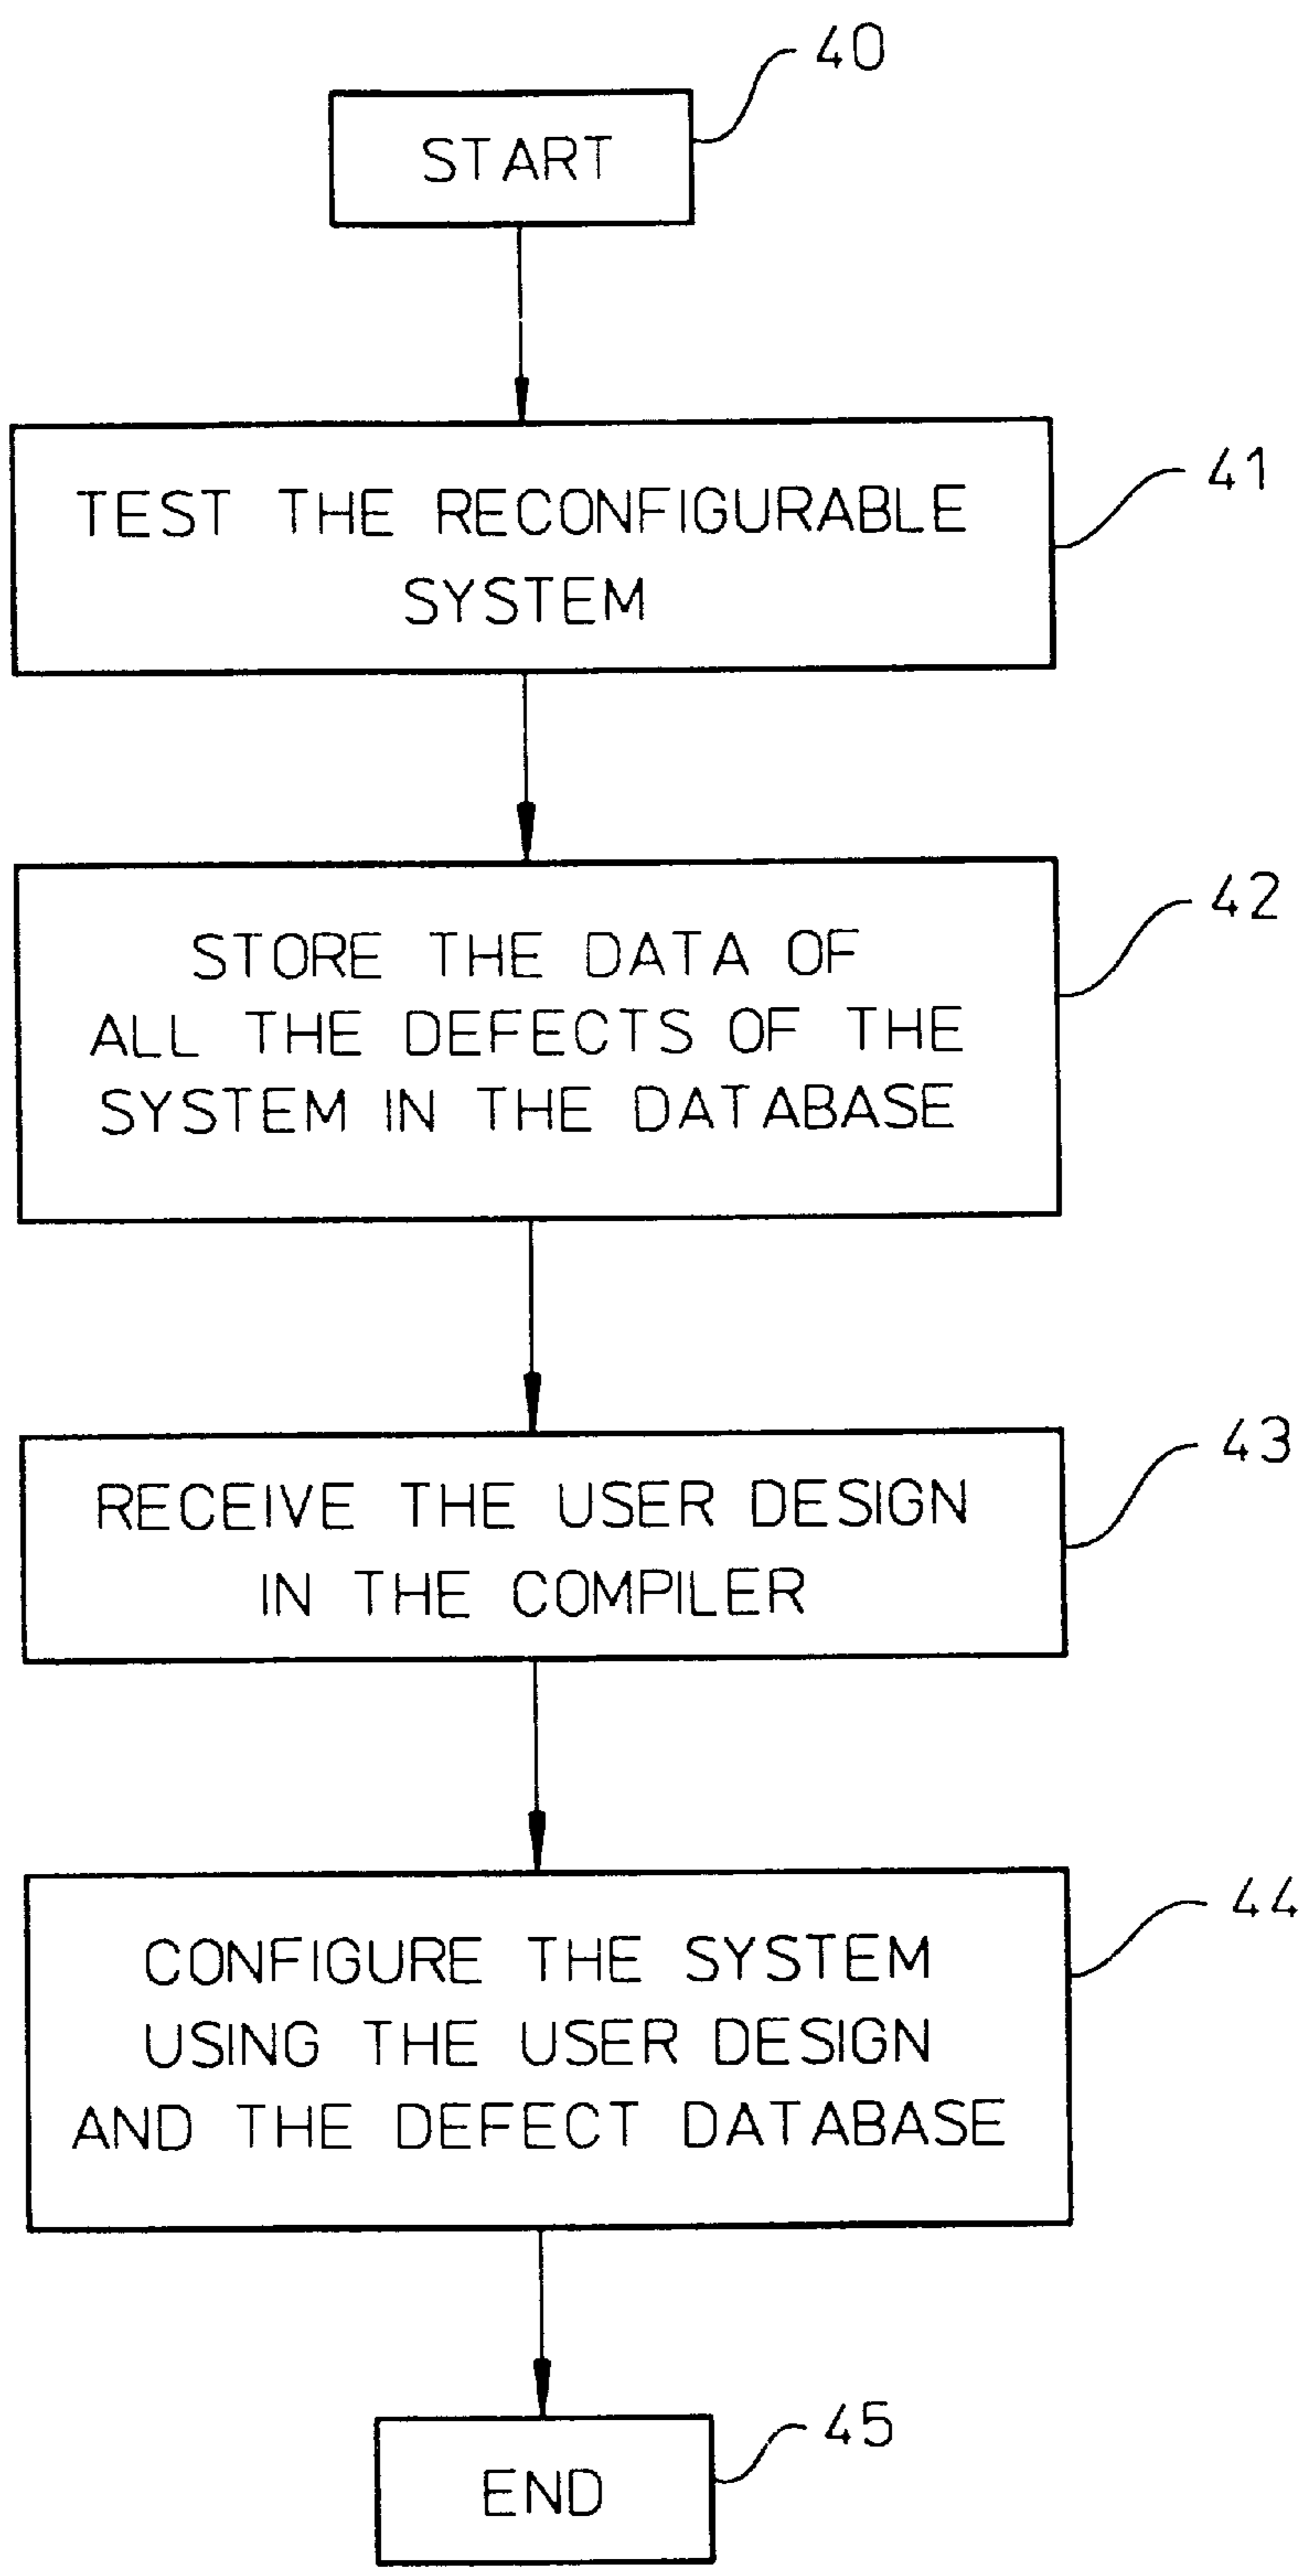 40
START
41
TEST THE RECONFIGURABLE
SYSTEM
42
STORE THE DATA OF
ALL THE DEFECTS OF THE
SYSTEM IN THE DATABASE
43
RECEIVE THE USER DESIGN
IN THE COMPILER
44
CONFIGURE THE SYSTEM
USING THE USER DESIGN
AND THE DEFECT DATABASE
45
END